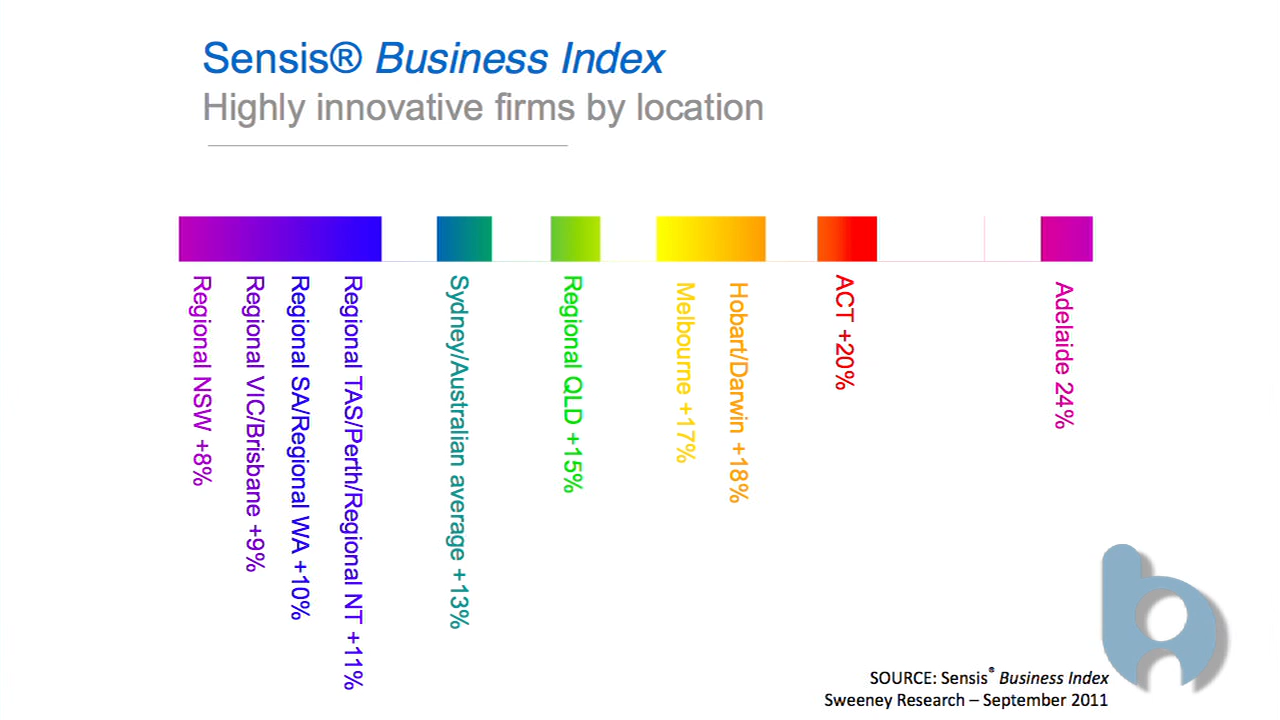 Sensis® Business Index
Highly innovative firms by location
Regional NSW +8%
Regional VIC/Brisbane +9%
Regional SA/Regional WA +10%
Regional TAS/Perth/Regional NT +11%
Sydney/Australian average +13%
Regional QLD +15%
Melbourne +17%
Hobart/Darwin +18%
ACT +20%
Adelaide 24%
SOURCE: Sensis® Business Index
Sweeney Research – September 2011